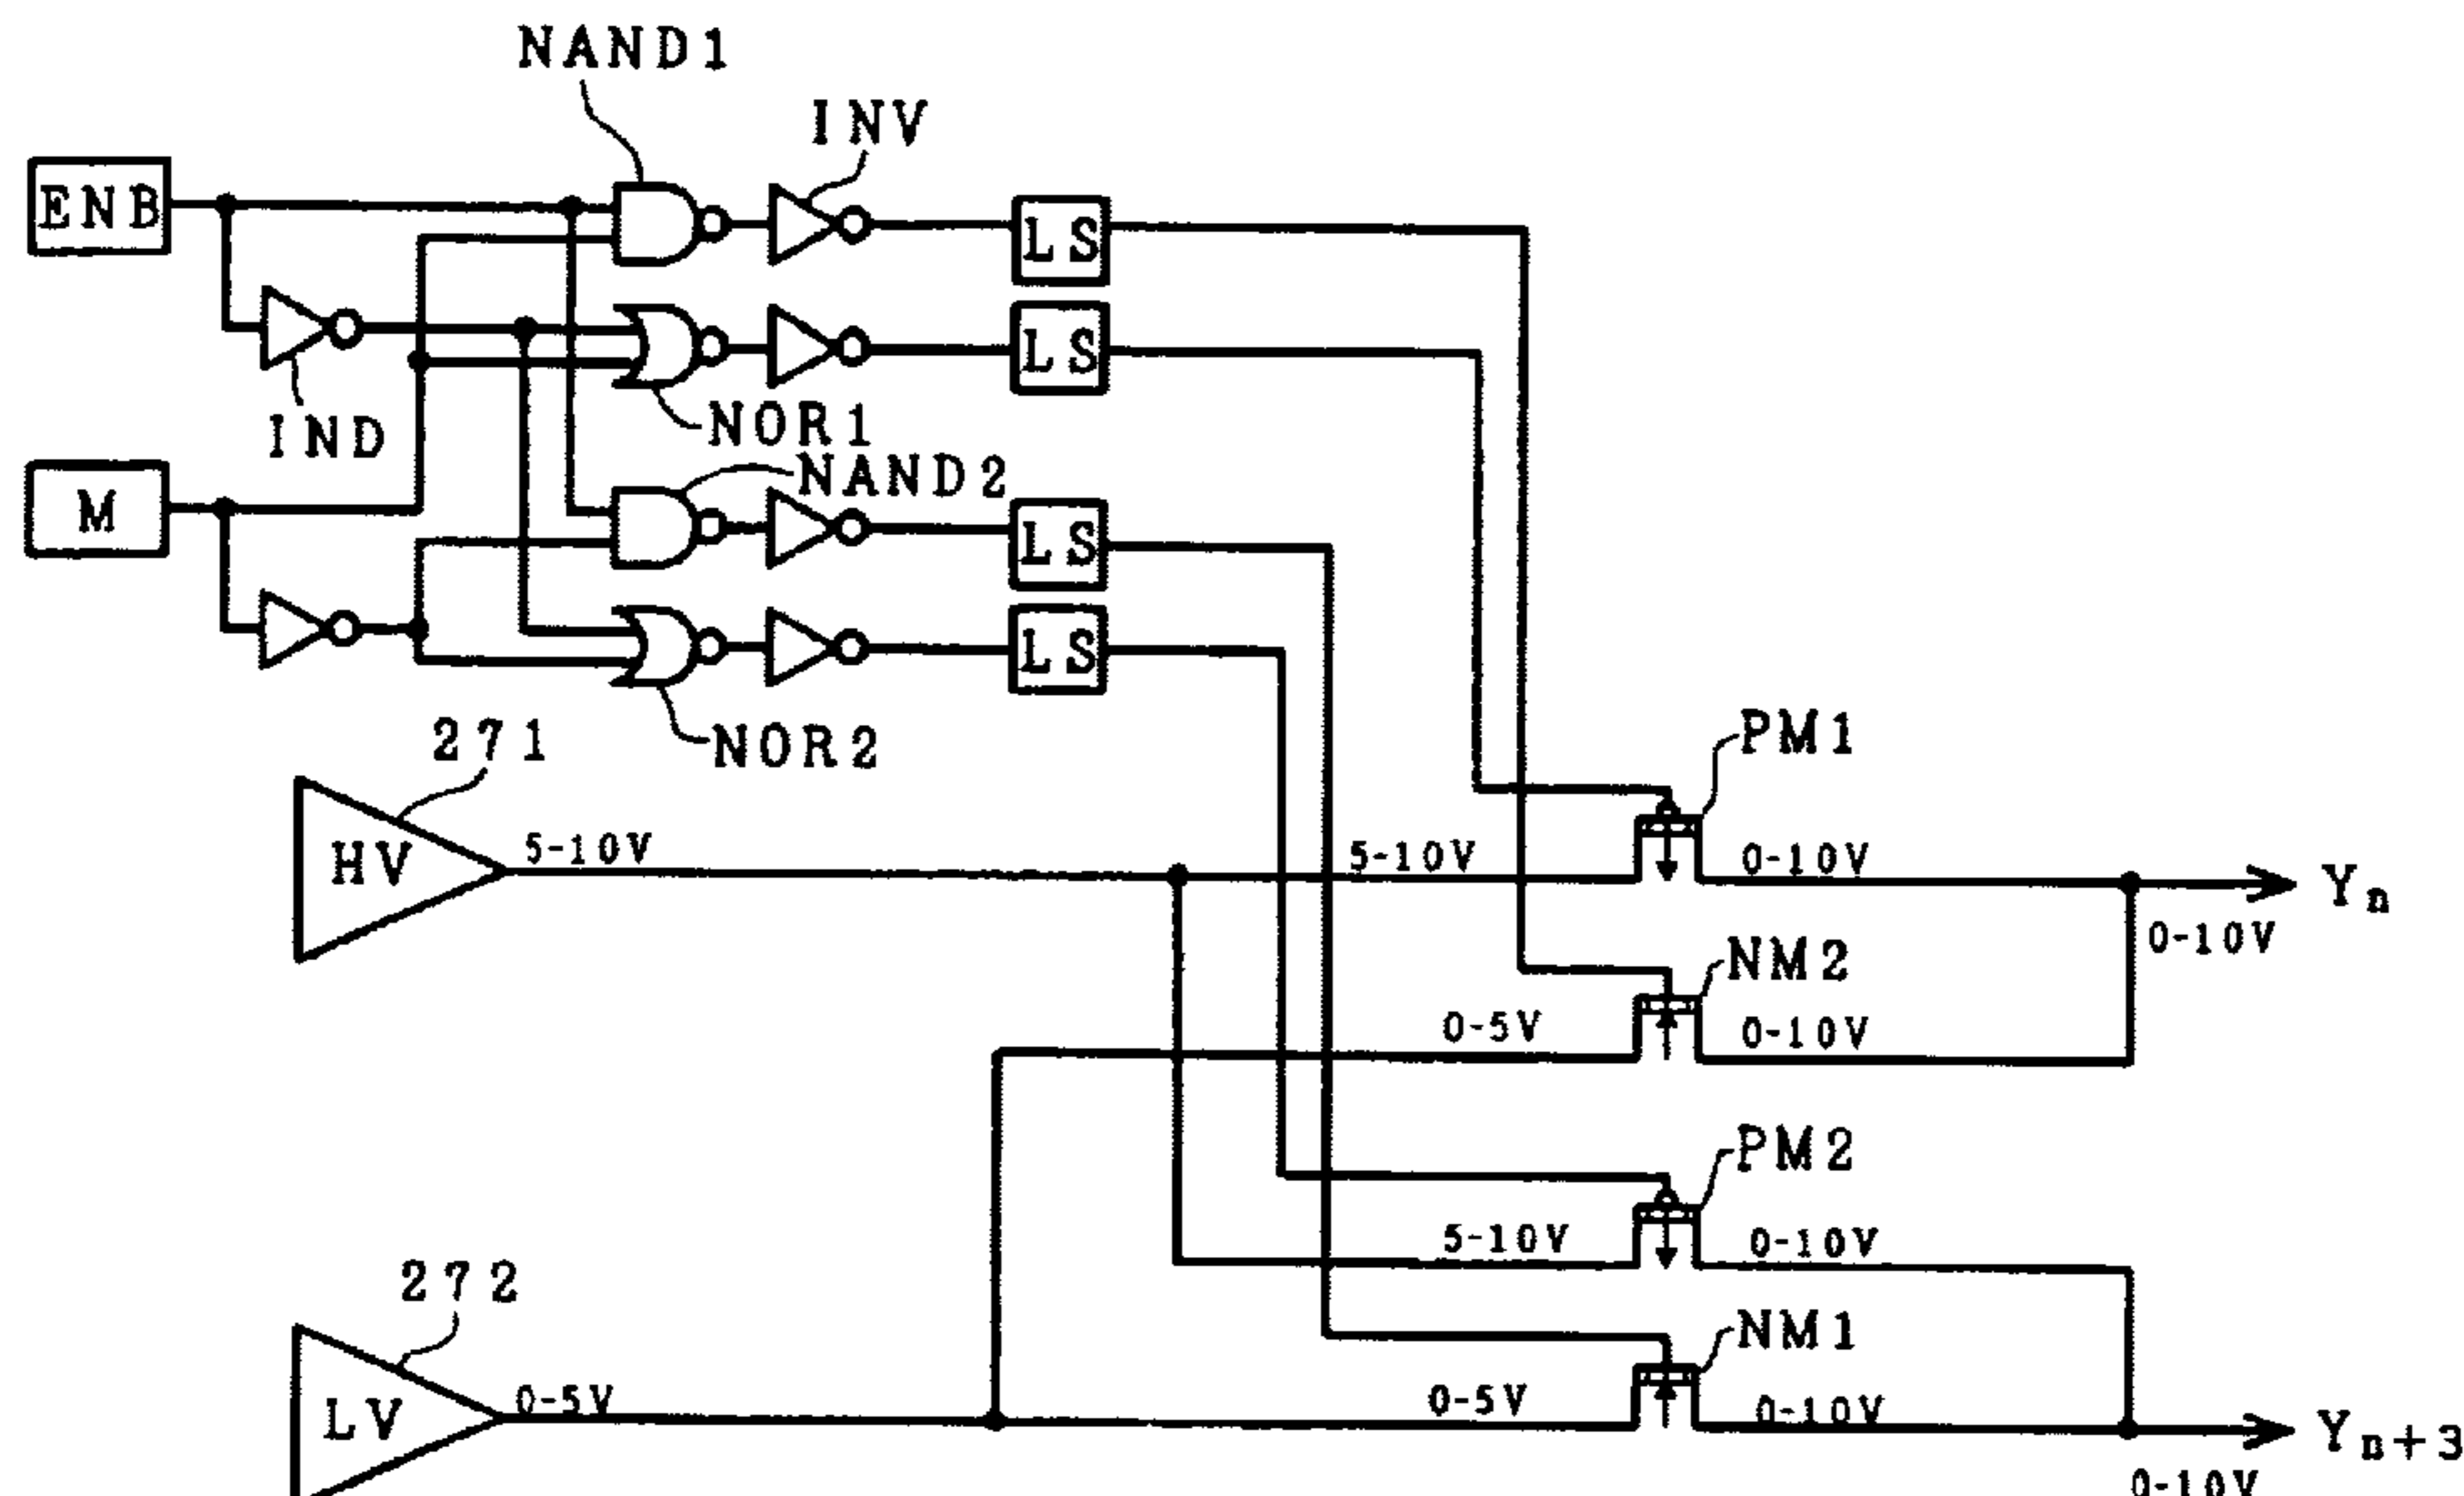 NAND1
INV
ENB
LS
LS
IND
NOR1
NAND2
M
LS
LS
NOR2
271
HV
5-10V
5-10V
PM1
0-10V
Yn
0-10V
NM2
0-5V
0-10V
PM2
5-10V
0-10V
272
LV
0-5V
0-5V
NM1
0-10V
Yn+3
0-10V